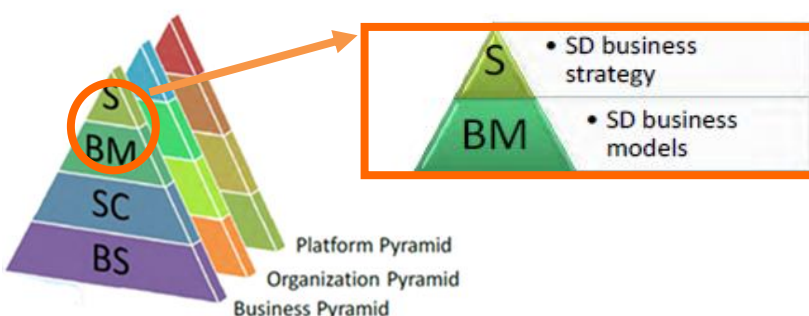 S
BM
SC
BS
Platform Pyramid
Organization Pyramid
Business Pyramid
S
• SD business
strategy
BM
• SD business
models